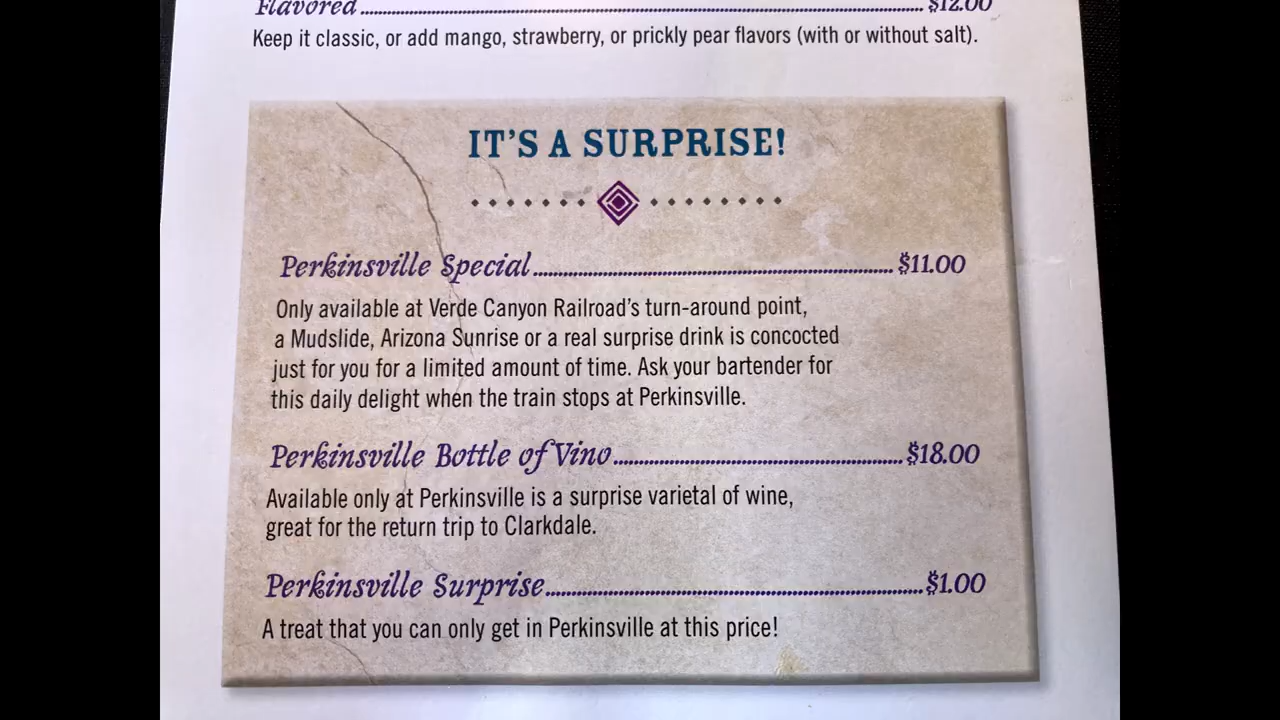 Flavored........ $12.00
Keep it classic, or add mango, strawberry, or prickly pear flavors (with or without salt).
IT'S A SURPRISE!
Perkinsville Special........ $11.00
Only available at Verde Canyon Railroad's turn-around point,
a Mudslide, Arizona Sunrise or a real surprise drink is concocted
just for you for a limited amount of time. Ask your bartender for
this daily delight when the train stops at Perkinsville.
Perkinsville Bottle of Vino........ $18.00
Available only at Perkinsville is a surprise varietal of wine,
great for the return trip to Clarkdale.
Perkinsville Surprise........ $1.00
A treat that you can only get in Perkinsville at this price!